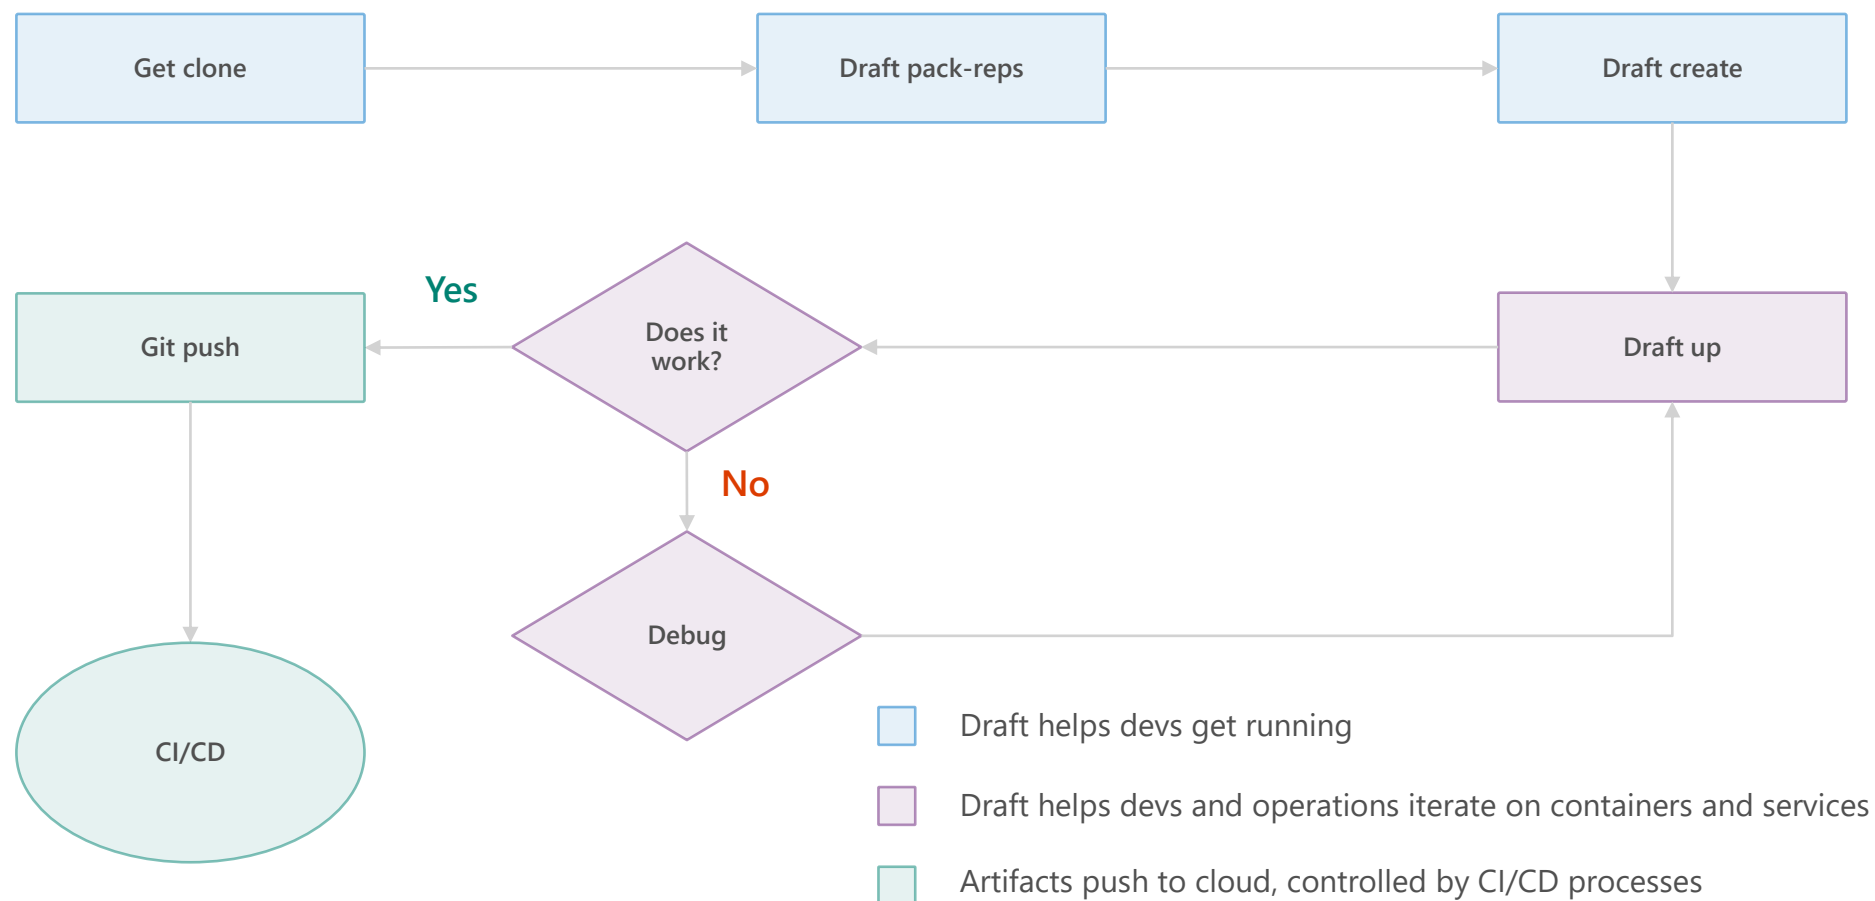 Get clone
Draft pack-reps
Draft create
Yes
Does it
work?
Git push
Draft up
No
Debug
CI/CD
Draft helps devs get running
Draft helps devs and operations iterate on containers and services
Artifacts push to cloud, controlled by CI/CD processes